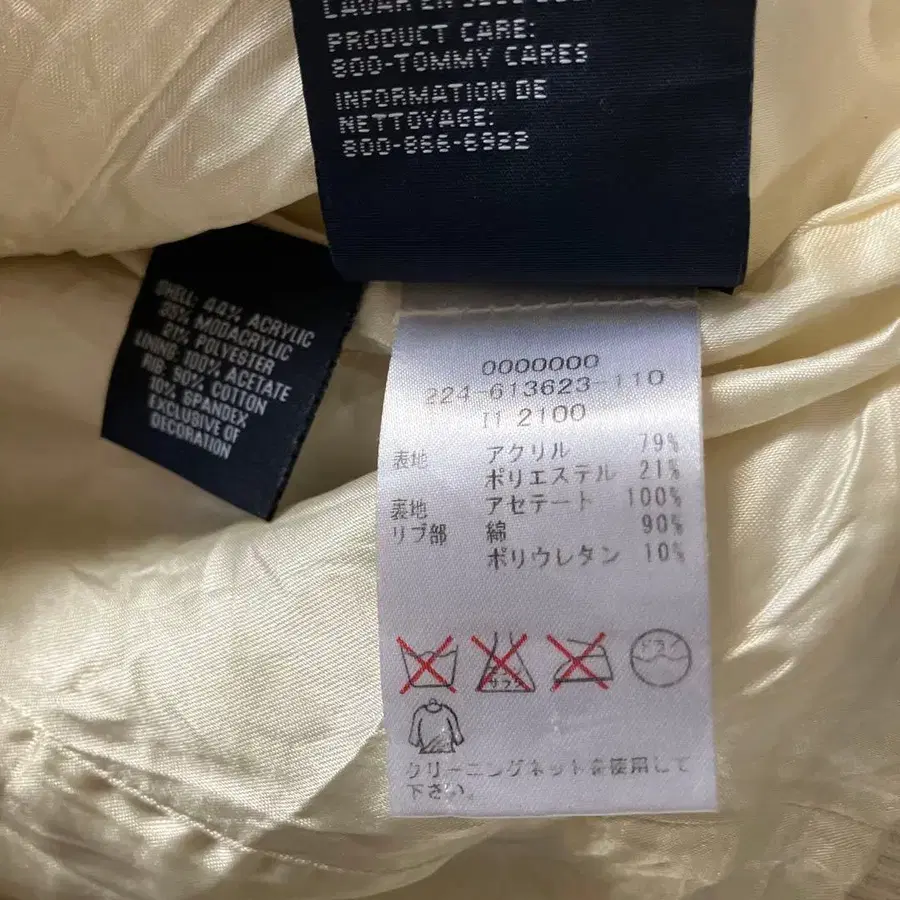 PRODUCT CARE:
800-TOMMY CARES
INFORMATION DE
NETTOYAGE:
800-866-6922
SHELL: 44% ACRYLIC
35% MODACRYLIC
21% POLYESTER
LINING: 100% ACETATE
RIB: 90% COTTON
10% SPANDEX
EXCLUSIVE OF
DECORATION
0000000
224-613623-110
I1 2100
表地 アクリル 79%
ポリエステル 21%
裏地 アセテート 100%
リブ部 綿 90%
ポリウレタン 10%
ドライ
クリーニングネットを使用して
下さい。